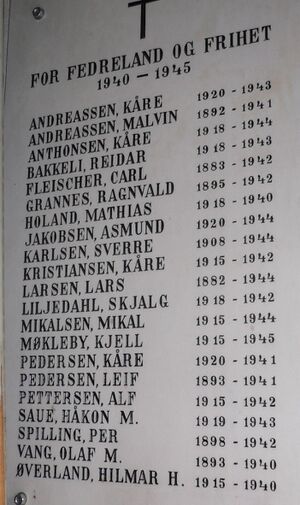 FOR FEDRELAND OG FRIHET
1940 – 1945
ANDREASSEN, KÅRE 1920 - 1943
ANDREASSEN, MALVIN 1892 - 1941
ANTHONSEN, KÅRE 1918 - 1944
BAKKELI, REIDAR 1918 - 1943
FLEISCHER, CARL 1883 - 1942
GRANNES, RAGNVALD 1895 - 1942
HOLAND, MATHIAS 1918 - 1940
JAKOBSEN, ASMUND 1920 - 1944
KARLSEN, SVERRE 1908 - 1944
KRISTIANSEN, KÅRE 1915 - 1942
LARSEN, LARS 1882 - 1944
LILJEDAHL, SKJALG 1918 - 1942
MIKALSEN, MIKAL 1915 - 1944
MØKLEBY, KJELL 1915 - 1945
PEDERSEN, KÅRE 1920 - 1941
PEDERSEN, LEIF 1893 - 1941
PETTERSEN, ALF 1915 - 1942
SAUE, HÅKON M. 1919 - 1943
SPILLING, PER 1898 - 1942
VANG, OLAF M. 1893 - 1940
ØVERLAND, HILMAR H. 1915 - 1940